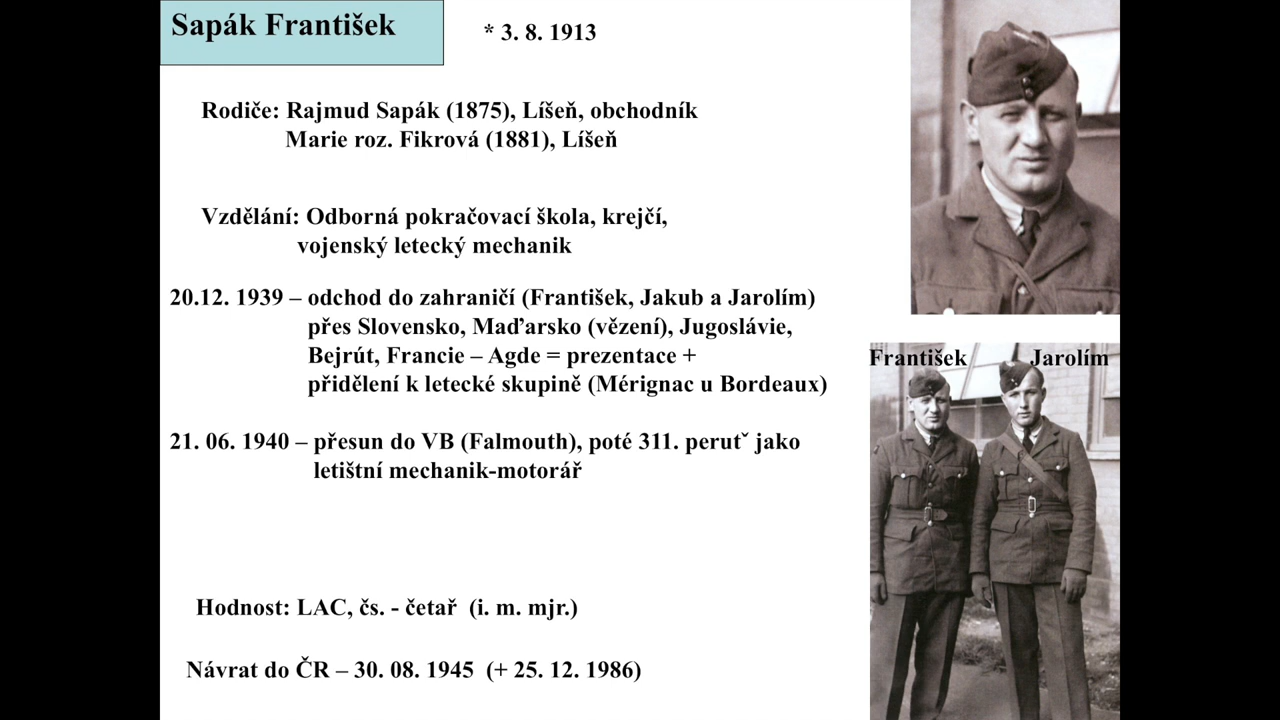 Sapák František
* 3. 8. 1913
Rodiče: Rajmud Sapák (1875), Líšeň, obchodník
Marie roz. Fikrová (1881), Líšeň
Vzdělání: Odborná pokračovací škola, krejčí,
vojenský letecký mechanik
20.12. 1939 – odchod do zahraničí (František, Jakub a Jarolím)
přes Slovensko, Maďarsko (vězení), Jugoslávie,
Bejrút, Francie – Agde = prezentace +
přidělení k letecké skupině (Mérignac u Bordeaux)
František Jarolím
21. 06. 1940 – přesun do VB (Falmouth), poté 311. perutˇ jako
letištní mechanik-motorář
Hodnost: LAC, čs. - četař (i. m. mjr.)
Návrat do ČR – 30. 08. 1945 (+ 25. 12. 1986)